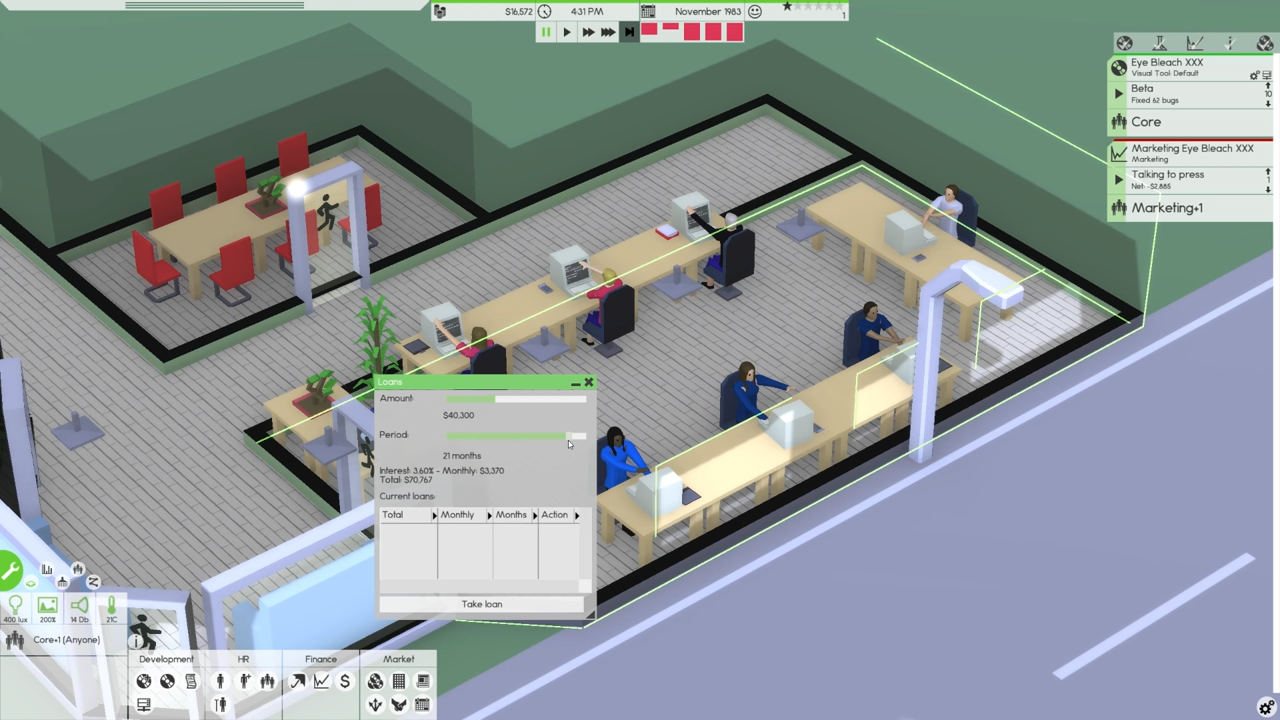 $16,572
4:31 PM
November 1983
1
Eye Bleach XXX
Visual Tool: Default
Beta
Fixed 62 bugs
10
Core
Marketing Eye Bleach XXX
Marketing
Talking to press
Net: -$2,885
1
Marketing+1
Loans
Amount:
$40,300
Period:
21 months
Interest: 3.60% - Monthly: $3,370
Total: $70,767
Current loans:
Total Monthly Months Action
Take loan
400 lux 200% 14 Db 21C
Core+1 (Anyone)
Development HR Finance Market